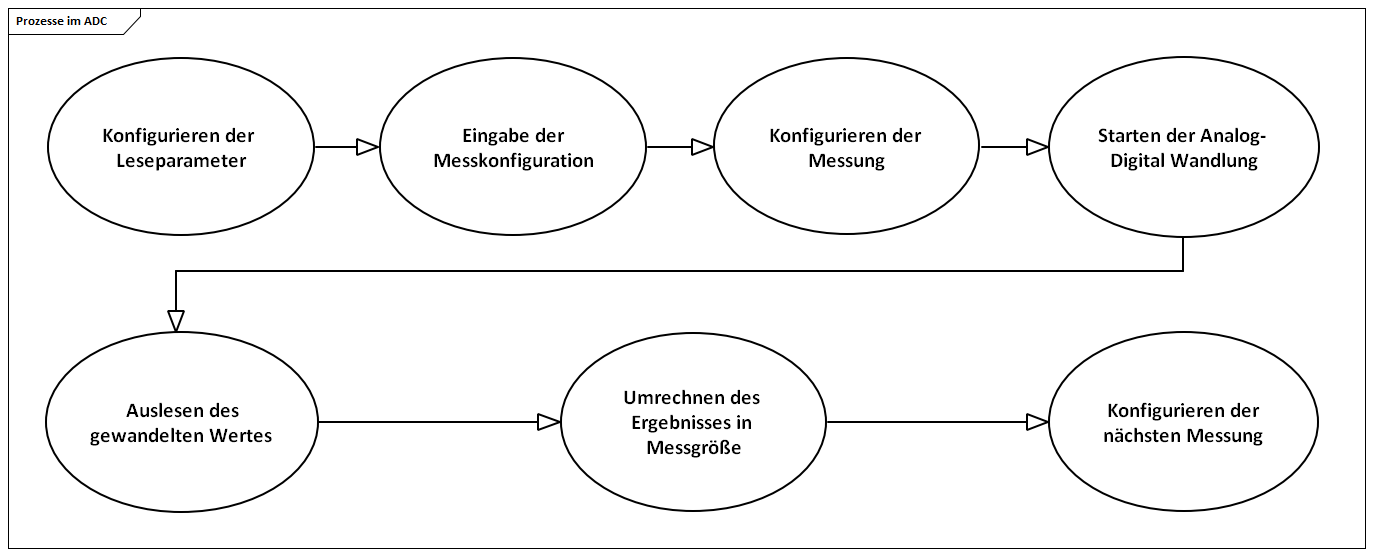 Prozesse im ADC
Konfigurieren der
Leseparameter
Eingabe der
Messkonfiguration
Konfigurieren der
Messung
Starten der Analog-
Digital Wandlung
Auslesen des
gewandelten Wertes
Umrechnen des
Ergebnisses in
Messgröße
Konfigurieren der
nächsten Messung